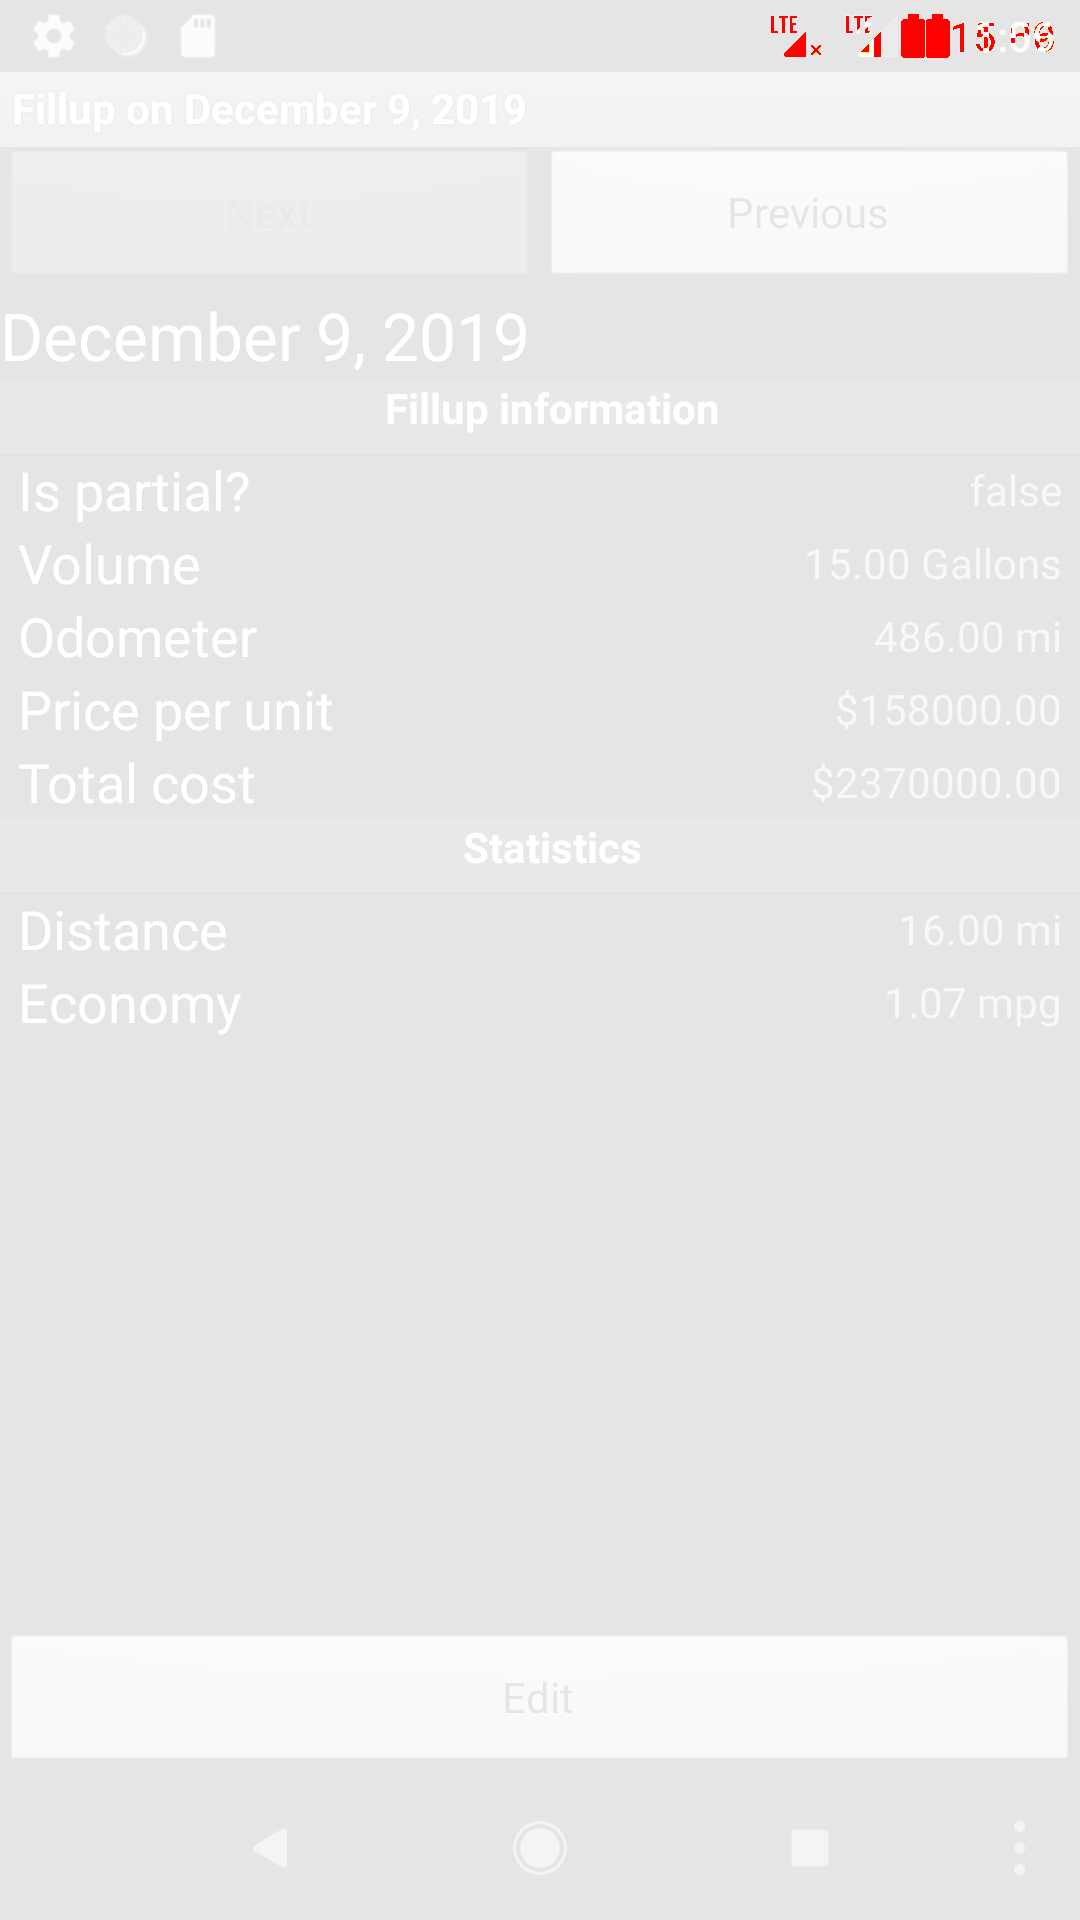 LTE LTE
Fillup on December 9, 2019
Next Previous
December 9, 2019
Fillup information
Is partial? false
Volume 15.00 Gallons
Odometer 486.00 mi
Price per unit $158000.00
Total cost $2370000.00
Statistics
Distance 16.00 mi
Economy 1.07 mpg
Edit